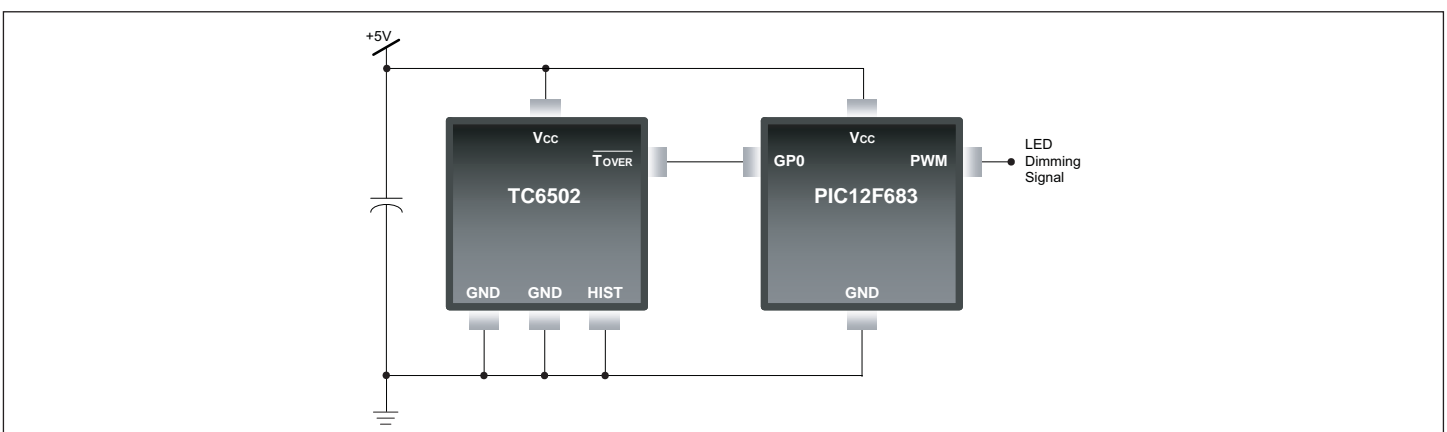 +5V
VCC
TOVER
TC6502
GND GND HIST
VCC
GP0 PWM
PIC12F683
GND
LED
Dimming
Signal